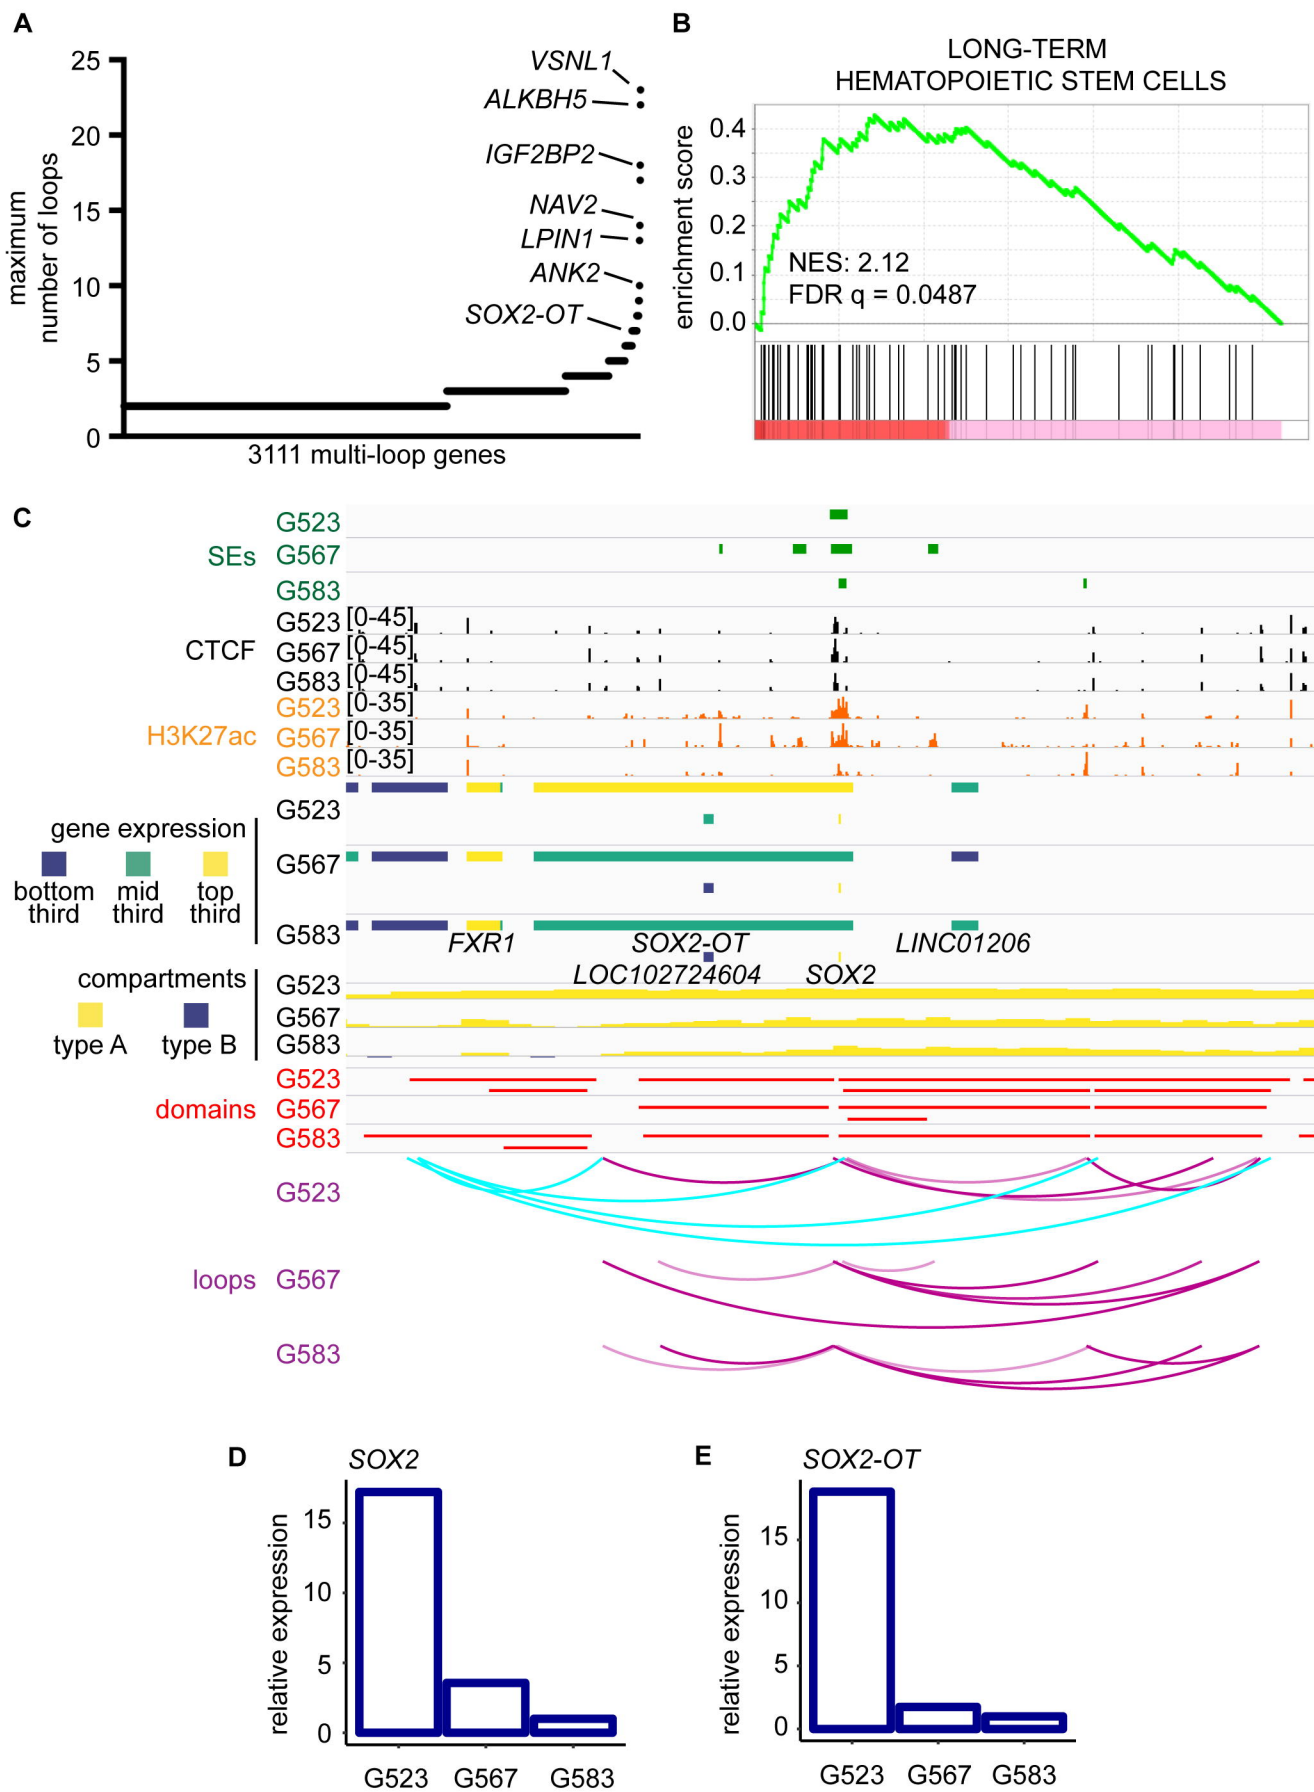 A
25
20
15
10
5
0
maximum
number of loops
VSNL1
ALKBH5
IGF2BP2
NAV2
LPIN1
ANK2
SOX2-OT
3111 multi-loop genes
B
LONG-TERM
HEMATOPOIETIC STEM CELLS
enrichment score
0.4
0.3
0.2
0.1
0.0
NES: 2.12
FDR q = 0.0487
C
SEs
G523
G567
G583
CTCF
G523 [0-45]
G567 [0-45]
G583 [0-45]
H3K27ac
G523 [0-35]
G567 [0-35]
G583 [0-35]
gene expression
bottom third
mid third
top third
G523
G567
G583
FXR1
SOX2-OT
LINC01206
LOC102724604
SOX2
compartments
type A
type B
G523
G567
G583
domains
G523
G567
G583
loops
G523
G567
G583
D
SOX2
relative expression
15
10
5
0
G523
G567
G583
E
SOX2-OT
relative expression
15
10
5
0
G523
G567
G583